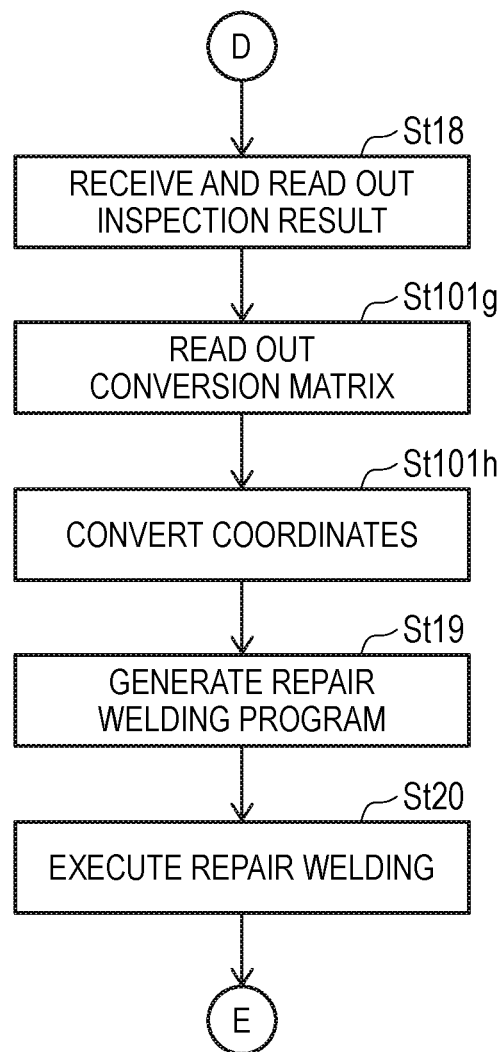 D
St18
RECEIVE AND READ OUT
INSPECTION RESULT
St101g
READ OUT
CONVERSION MATRIX
St101h
CONVERT COORDINATES
St19
GENERATE REPAIR
WELDING PROGRAM
St20
EXECUTE REPAIR WELDING
E